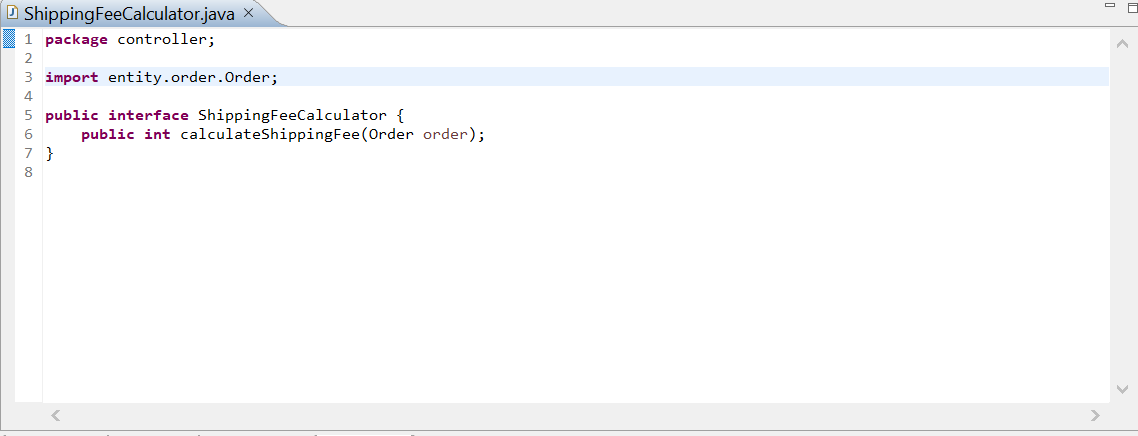 ShippingFeeCalculator.java
1 package controller;
2
3 import entity.order.Order;
4
5 public interface ShippingFeeCalculator {
6     public int calculateShippingFee(Order order);
7 }
8